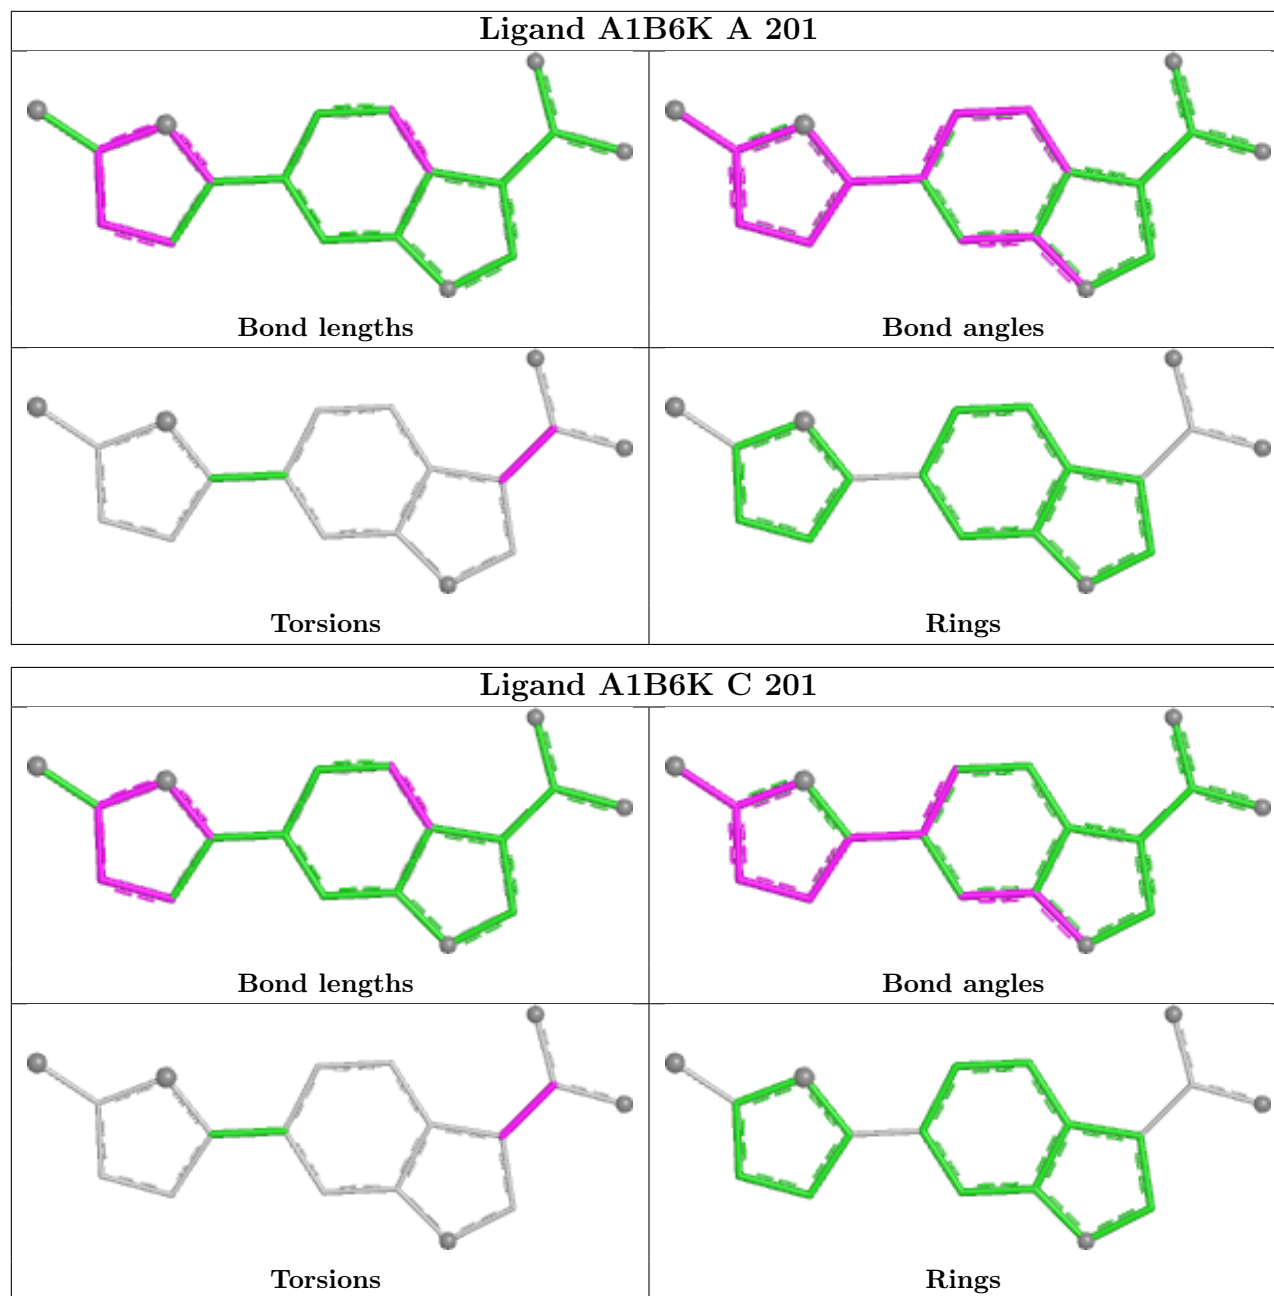 Ligand A1B6K A 201
Bond lengths
Bond angles
Torsions
Rings
Ligand A1B6K C 201
Bond lengths
Bond angles
Torsions
Rings